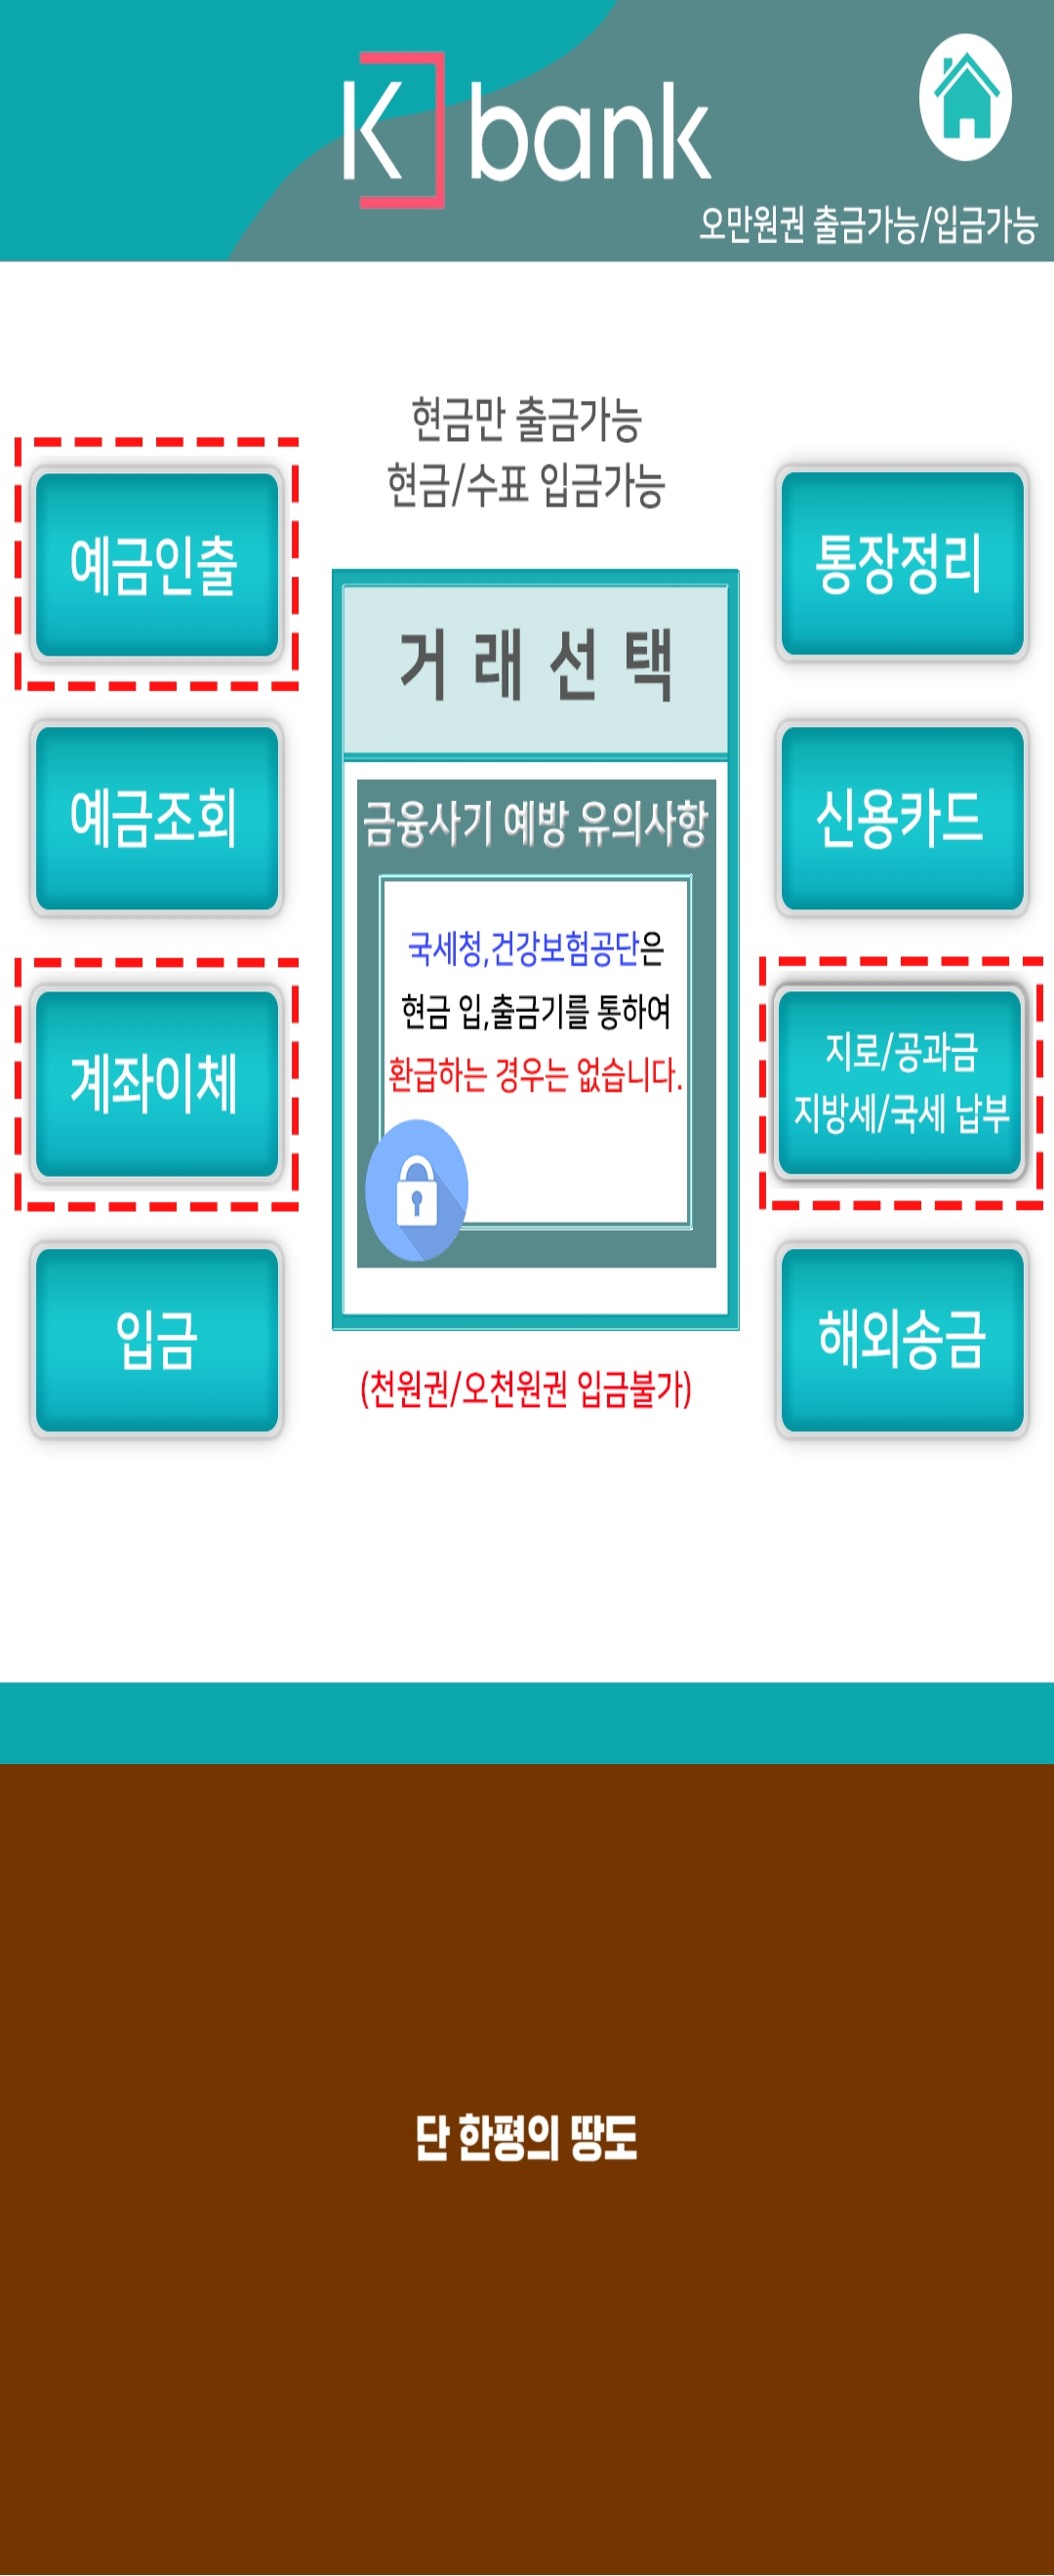 K bank
오만원권 출금가능/입금가능
현금만 출금가능
현금/수표 입금가능
예금인출
예금조회
계좌이체
입금
거 래 선 택
금융사기 예방 유의사항
국세청,건강보험공단은
현금 입,출금기를 통하여
환급하는 경우는 없습니다.
(천원권/오천원권 입금불가)
통장정리
신용카드
지로/공과금
지방세/국세 납부
해외송금
단 한평의 땅도